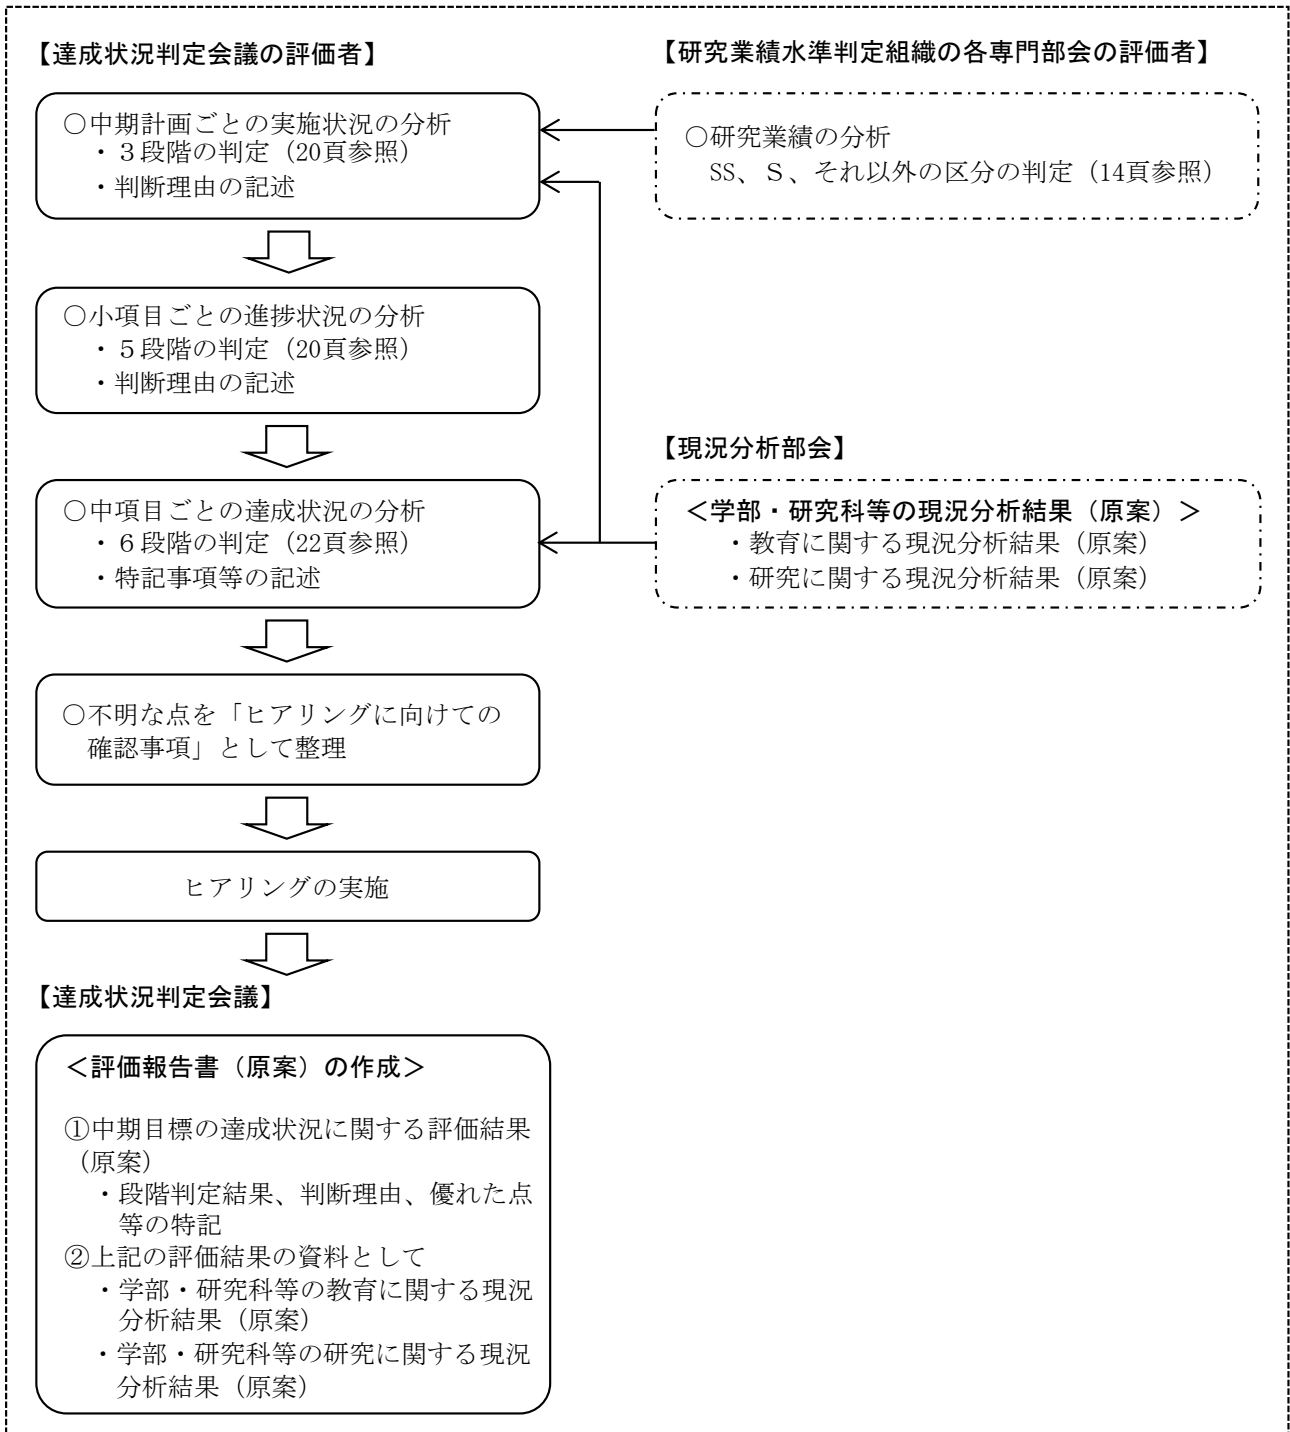 【達成状況判定会議の評価者】
○中期計画ごとの実施状況の分析
・３段階の判定（20頁参照）
・判断理由の記述
○小項目ごとの進捗状況の分析
・５段階の判定（20頁参照）
・判断理由の記述
○中項目ごとの達成状況の分析
・６段階の判定（22頁参照）
・特記事項等の記述
○不明な点を「ヒアリングに向けての
確認事項」として整理
ヒアリングの実施
【研究業績水準判定組織の各専門部会の評価者】
○研究業績の分析
SS、Ｓ、それ以外の区分の判定（14頁参照）
【現況分析部会】
＜学部・研究科等の現況分析結果（原案）＞
・教育に関する現況分析結果（原案）
・研究に関する現況分析結果（原案）
【達成状況判定会議】
＜評価報告書（原案）の作成＞
①中期目標の達成状況に関する評価結果
（原案）
・段階判定結果、判断理由、優れた点
等の特記
②上記の評価結果の資料として
・学部・研究科等の教育に関する現況
分析結果（原案）
・学部・研究科等の研究に関する現況
分析結果（原案）